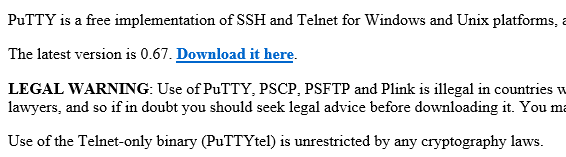 PuTTY is a free implementation of SSH and Telnet for Windows and Unix platforms,
The latest version is 0.67. Download it here.
LEGAL WARNING: Use of PuTTY, PSCP, PSFTP and Plink is illegal in countries
lawyers, and so if in doubt you should seek legal advice before downloading it. You
Use of the Telnet-only binary (PuTTYtel) is unrestricted by any cryptography laws.